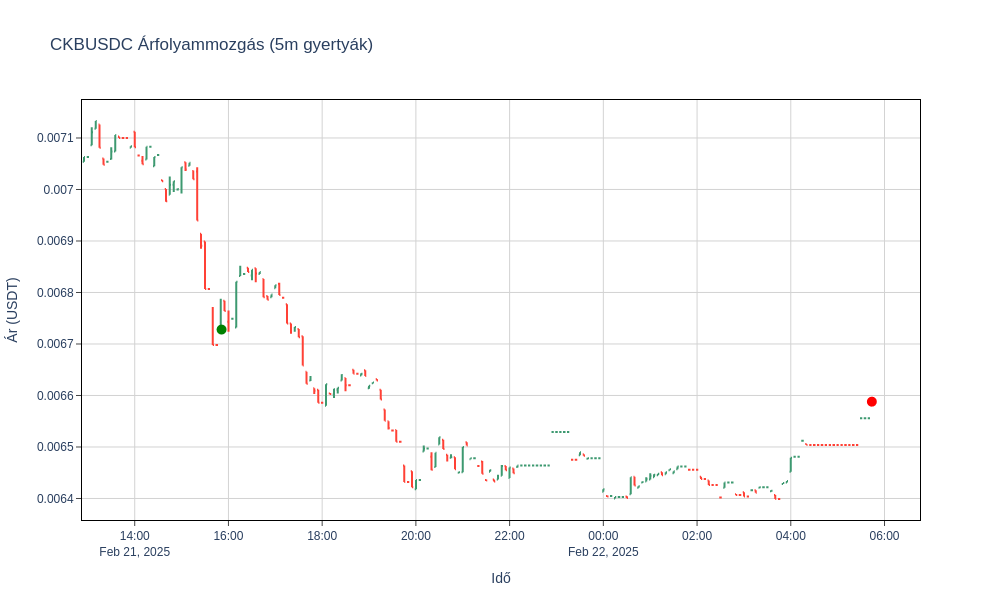 CKBUSDC Árfolyammozgás (5m gyertyák)
0.0071
0.007
0.0069
0.0068
0.0067
0.0066
0.0065
0.0064
Ár (USDT)
14:00 16:00 18:00 20:00 22:00 00:00 02:00 04:00 06:00
Feb 21, 2025 Feb 22, 2025
Idő